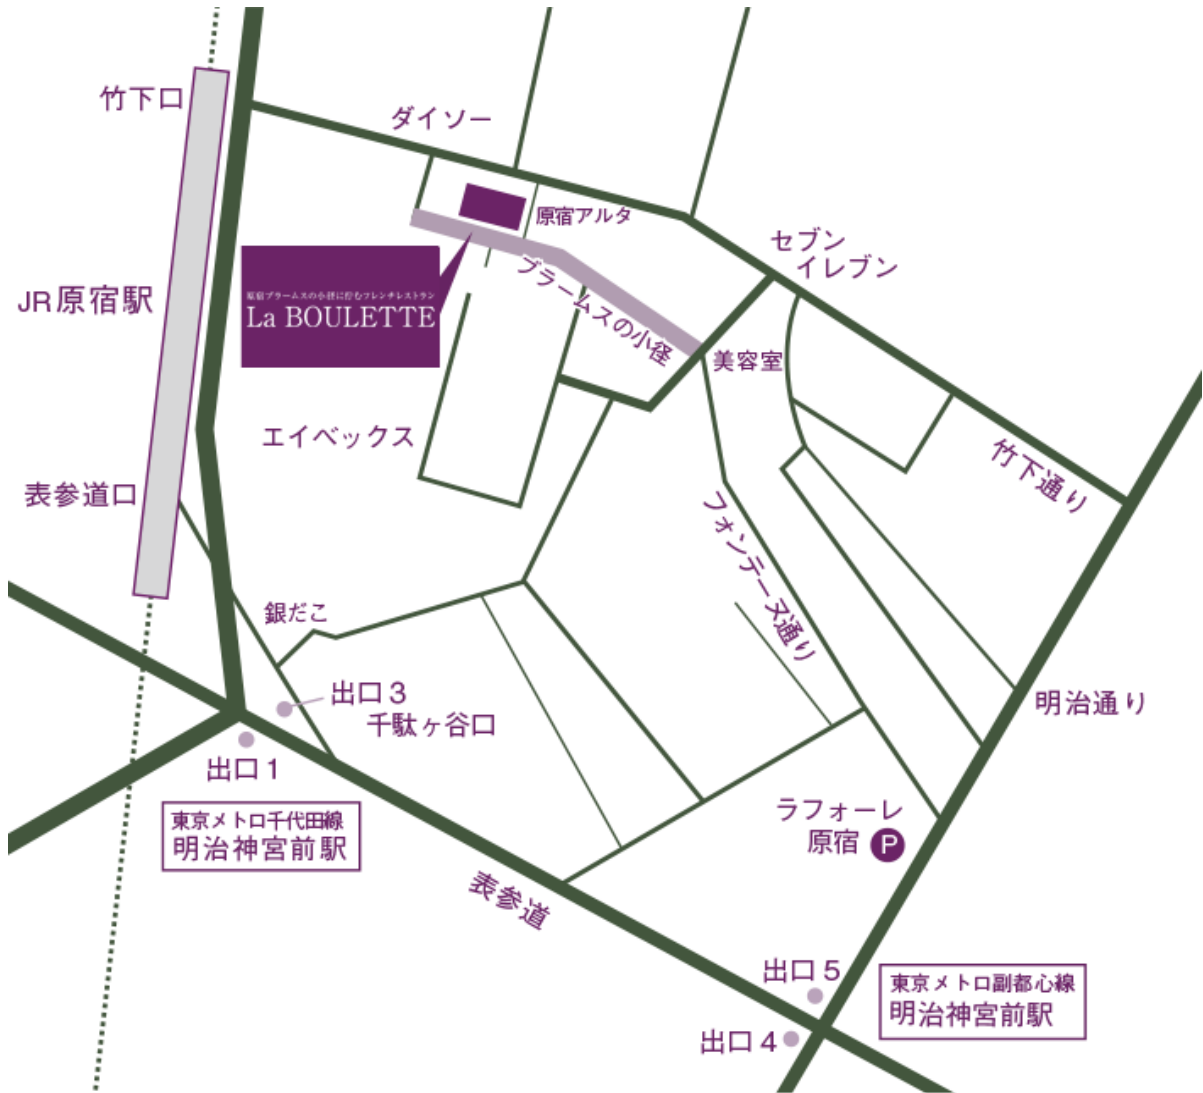 竹下口
ダイソー
原宿アルタ
セブン
イレブン
JR原宿駅
原宿ブラームスの小径に佇むフレンチレストラン
La BOULETTE
ブラームスの小径
美容室
エイベックス
竹下通り
表参道口
フォンテーヌ通り
銀だこ
出口3
千駄ヶ谷口
明治通り
出口1
東京メトロ千代田線
明治神宮前駅
ラフォーレ
原宿 P
表参道
出口5
東京メトロ副都心線
明治神宮前駅
出口4